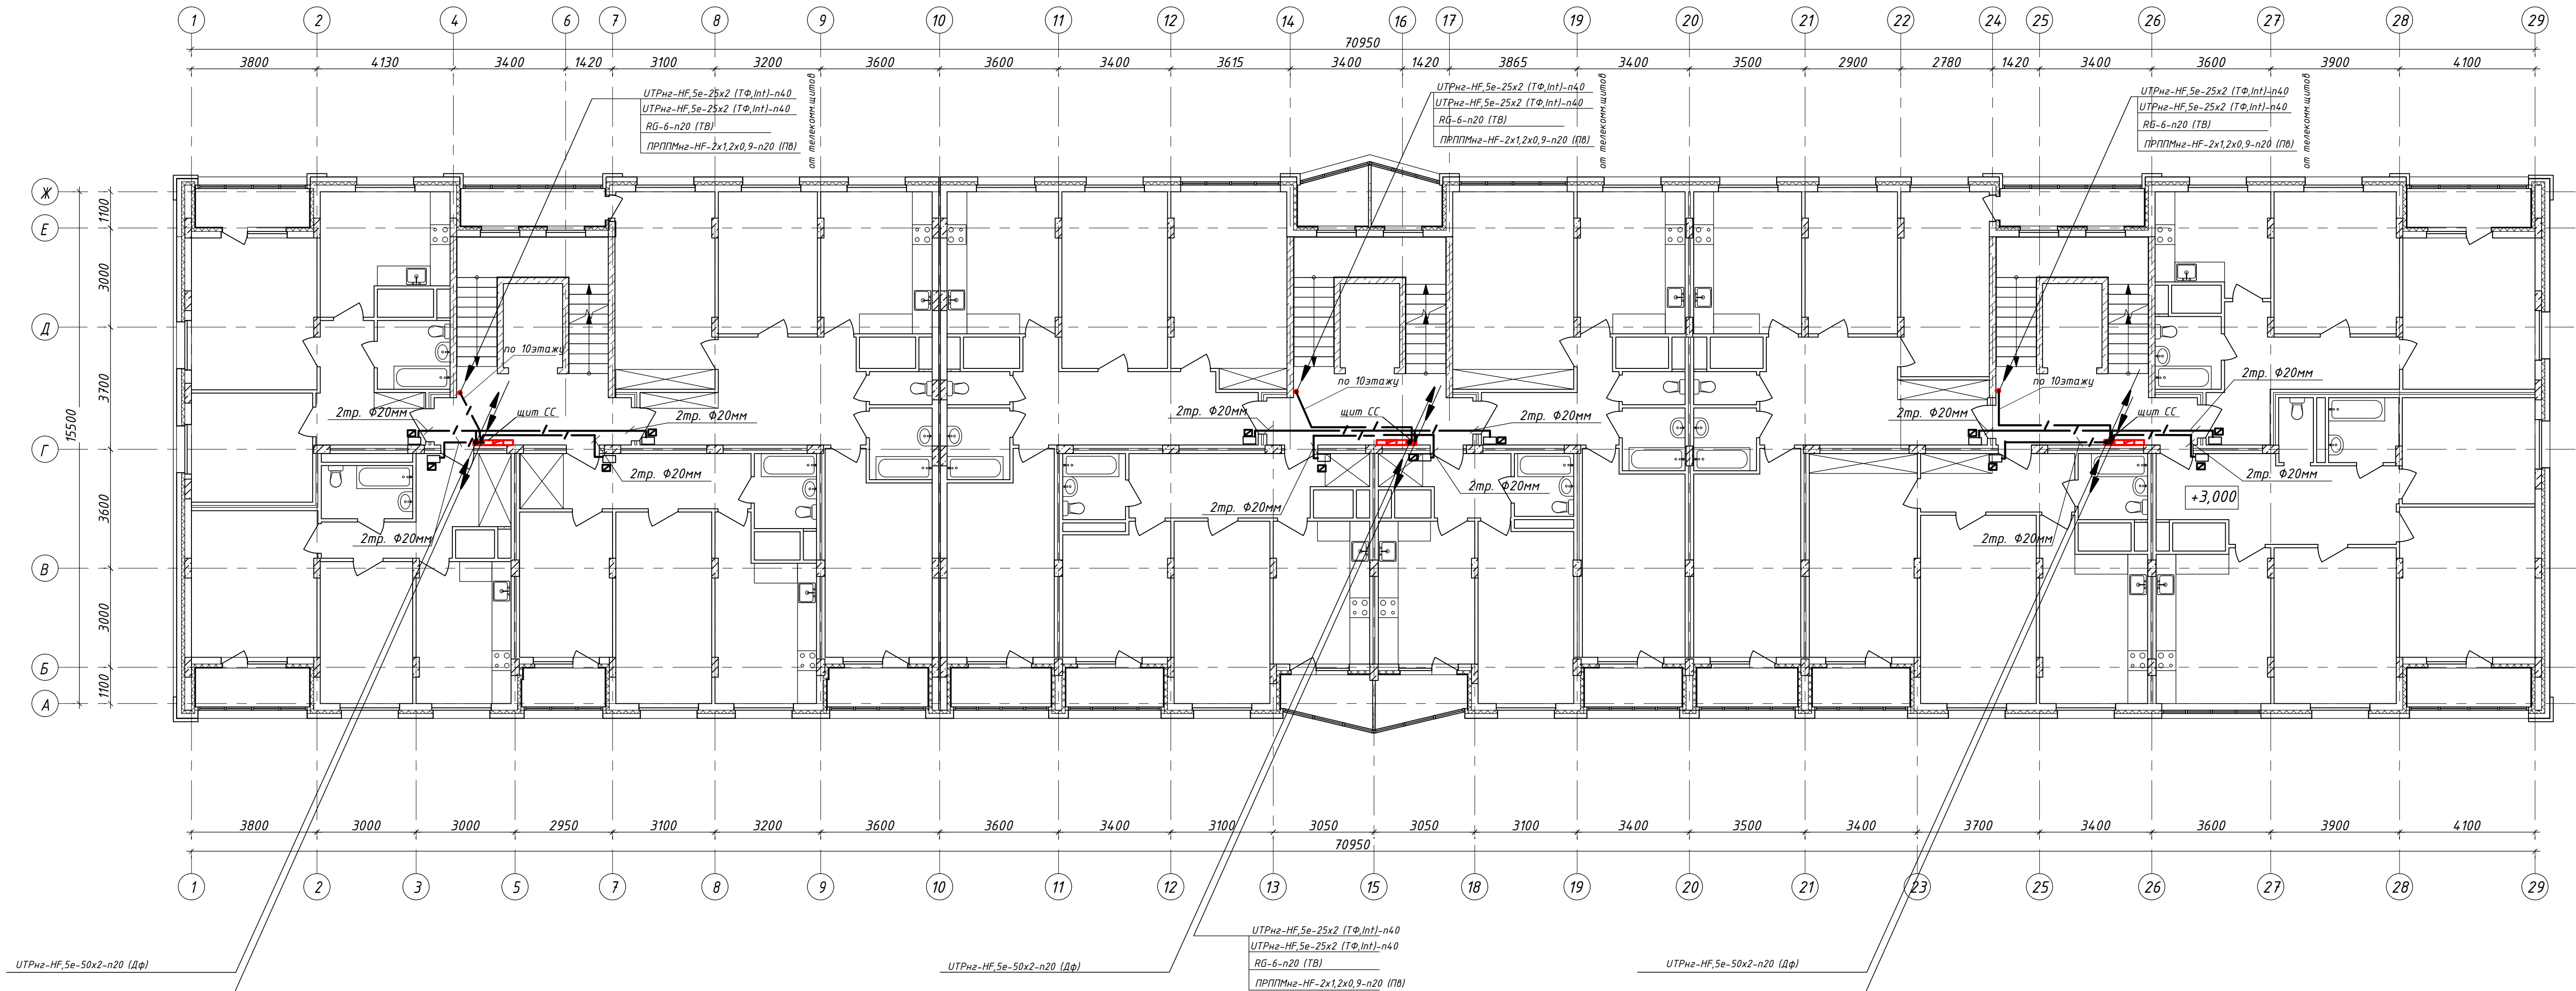 1 2 4 6 7 8 9 10 11 12 14 16 17 19 20 21 22 24 25 26 27 28 29
70950
3800 4130 3400 1420 3100 3200 3600 3600 3400 3615 3400 1420 3865 3400 3500 2900 2780 1420 3400 3600 3900 4100
UTPнг-HF,5е-25х2 (ТФ,Int)-п40
UTPнг-HF,5е-25х2 (ТФ,Int)-п40
RG-6-п20 (ТВ)
ПРППМнг-HF-2х1,2х0,9-п20 (ПВ)
от телекомм.щитов
UTPнг-HF,5е-25х2 (ТФ,Int)-п40
UTPнг-HF,5е-25х2 (ТФ,Int)-п40
RG-6-п20 (ТВ)
ПРППМнг-HF-2х1,2х0,9-п20 (ПВ)
от телекомм.щитов
UTPнг-HF,5е-25х2 (ТФ,Int)-п40
UTPнг-HF,5е-25х2 (ТФ,Int)-п40
RG-6-п20 (ТВ)
ПРППМнг-HF-2х1,2х0,9-п20 (ПВ)
от телекомм.щитов
Ж
Е
Д
Г
В
Б
А
1100
3000
3700
3600
3000
1100
15500
по 10этажу
по 10этажу
по 10этажу
2тр. Ф20мм
щит СС
2тр. Ф20мм
2тр. Ф20мм
щит СС
2тр. Ф20мм
2тр. Ф20мм
щит СС
2тр. Ф20мм
2тр. Ф20мм
2тр. Ф20мм
2тр. Ф20мм
2тр. Ф20мм
2тр. Ф20мм
2тр. Ф20мм
+3,000
3800 3000 3000 2950 3100 3200 3600 3600 3400 3100 3050 3050 3100 3400 3500 3400 3700 3400 3600 3900 4100
70950
1 2 3 5 7 8 9 10 11 12 13 15 18 19 20 21 23 25 26 27 28 29
UTPнг-HF,5е-50х2-п20 (Дф)
UTPнг-HF,5е-50х2-п20 (Дф)
UTPнг-HF,5е-25х2 (ТФ,Int)-п40
UTPнг-HF,5е-25х2 (ТФ,Int)-п40
RG-6-п20 (ТВ)
ПРППМнг-HF-2х1,2х0,9-п20 (ПВ)
UTPнг-HF,5е-50х2-п20 (Дф)